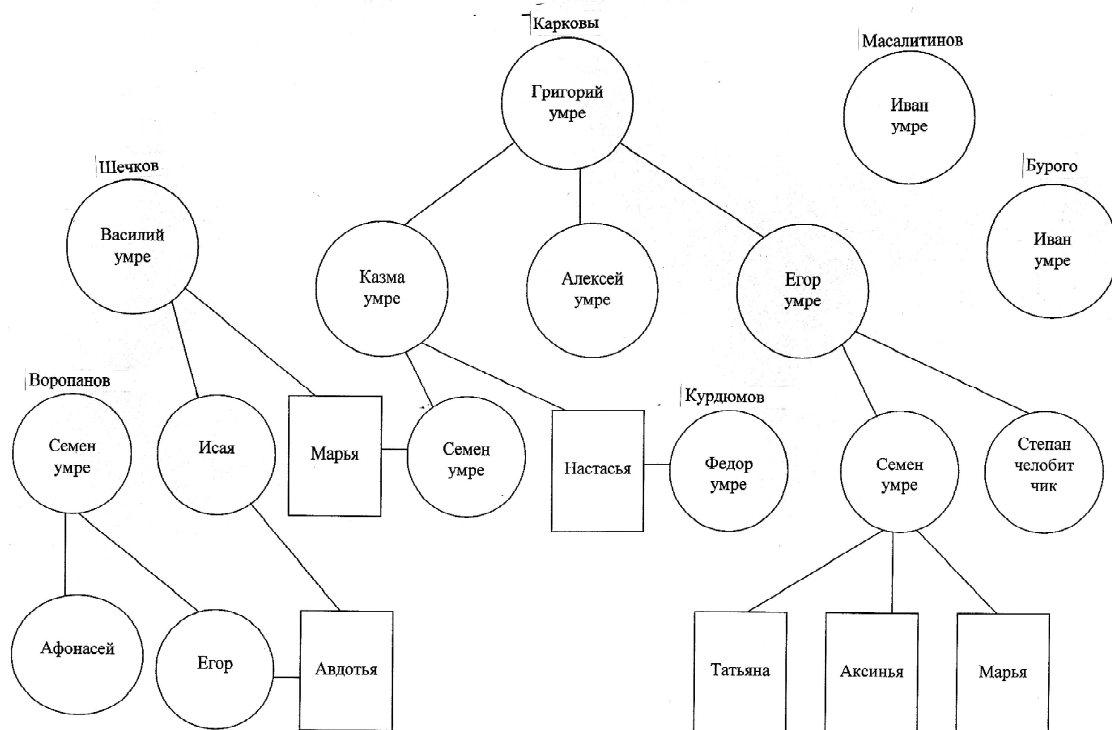 Карковы
Григорий
умре
Масалитинов
Иван
умре
Бурого
Иван
умре
Шечков
Василий
умре
Казма
умре
Алексей
умре
Егор
умре
Воропанов
Семен
умре
Исая
Марья
Семен
умре
Настасья
Курдюмов
Федор
умре
Семен
умре
Степан
челобит
чик
Афонасей
Егор
Авдотья
Татьяна
Аксинья
Марья